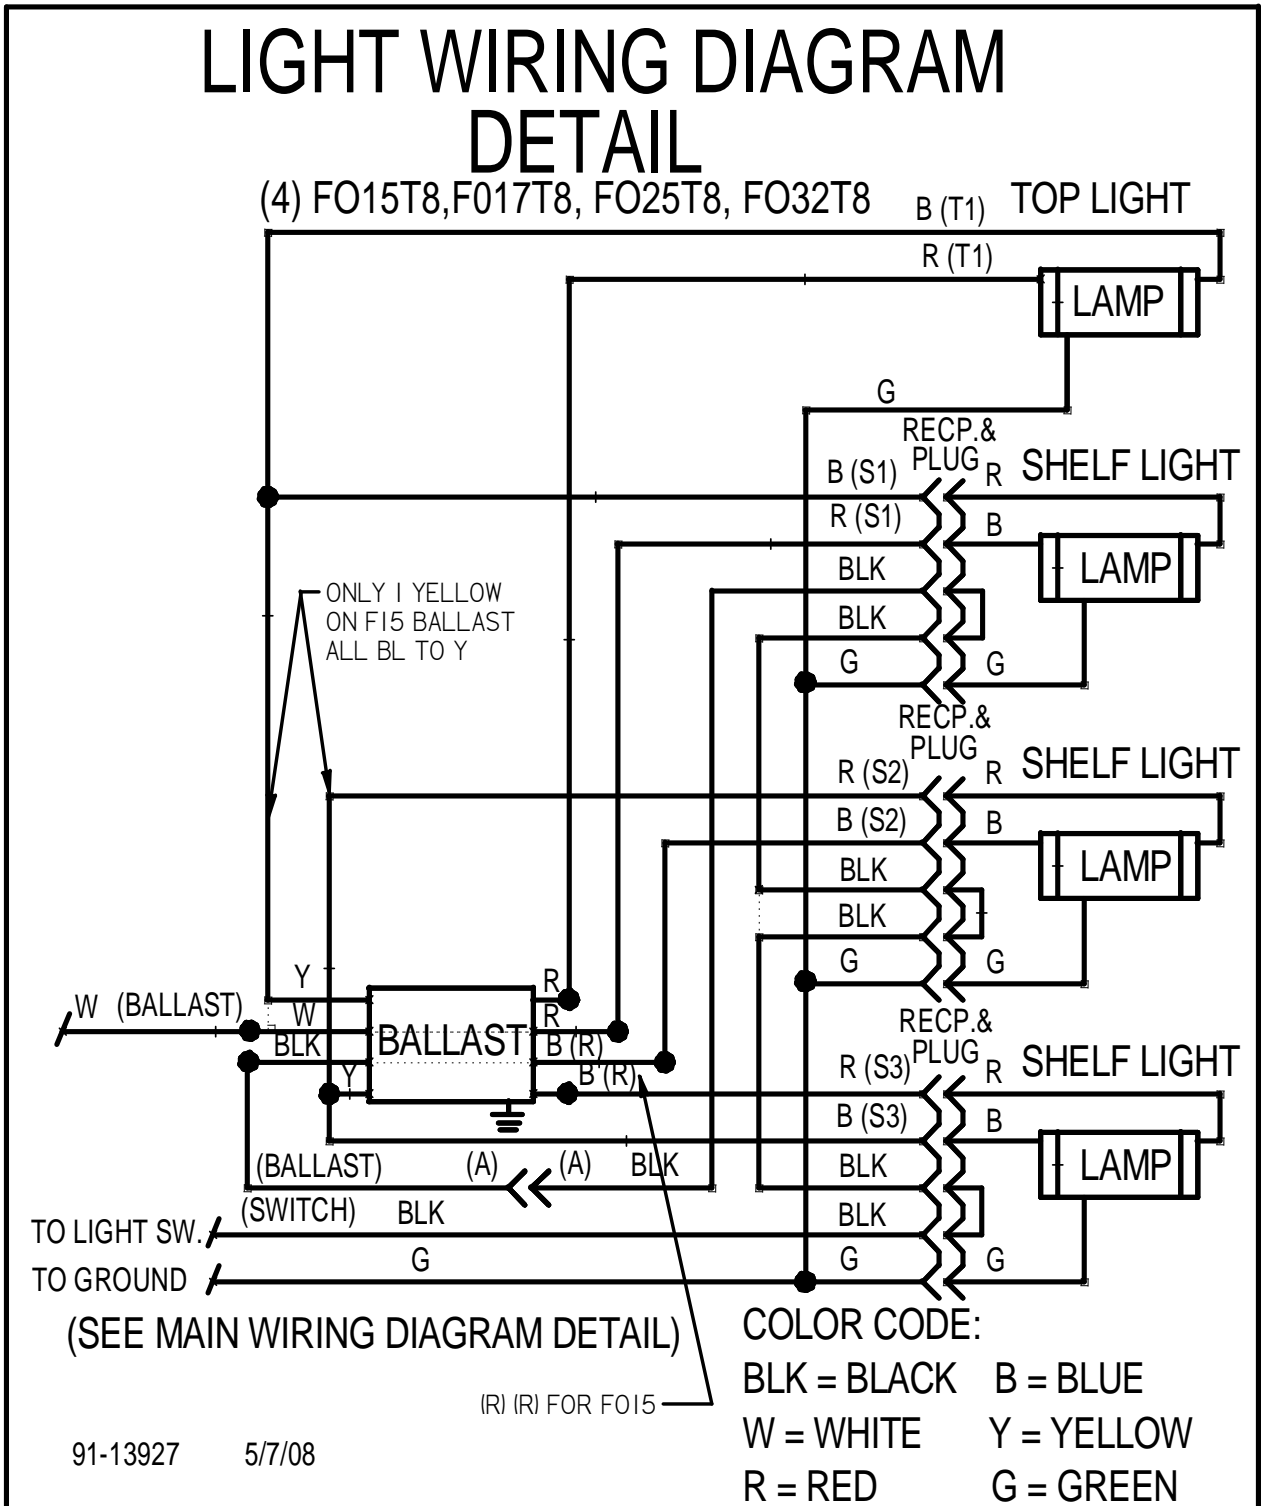 LIGHT WIRING DIAGRAM
DETAIL
(4) FO15T8,F017T8, FO25T8, FO32T8
B (T1)
TOP LIGHT
R (T1)
LAMP
G
RECP.&
PLUG
B (S1)
R
SHELF LIGHT
R (S1)
B
LAMP
BLK
BLK
G
G
ONLY 1 YELLOW
ON F15 BALLAST
ALL BL TO Y
RECP.&
PLUG
R (S2)
R
SHELF LIGHT
B (S2)
B
LAMP
BLK
BLK
G
G
Y
R
W (BALLAST)
W
R
BLK
BALLAST
B (R)
Y
B (R)
RECP.&
PLUG
R (S3)
R
SHELF LIGHT
B (S3)
B
LAMP
(BALLAST)
(A)
(A)
BLK
BLK
(SWITCH)
BLK
BLK
TO LIGHT SW.
G
G
G
TO GROUND
(SEE MAIN WIRING DIAGRAM DETAIL)
(R) (R) FOR FO15
COLOR CODE:
BLK = BLACK B = BLUE
W = WHITE Y = YELLOW
R = RED G = GREEN
91-13927 5/7/08